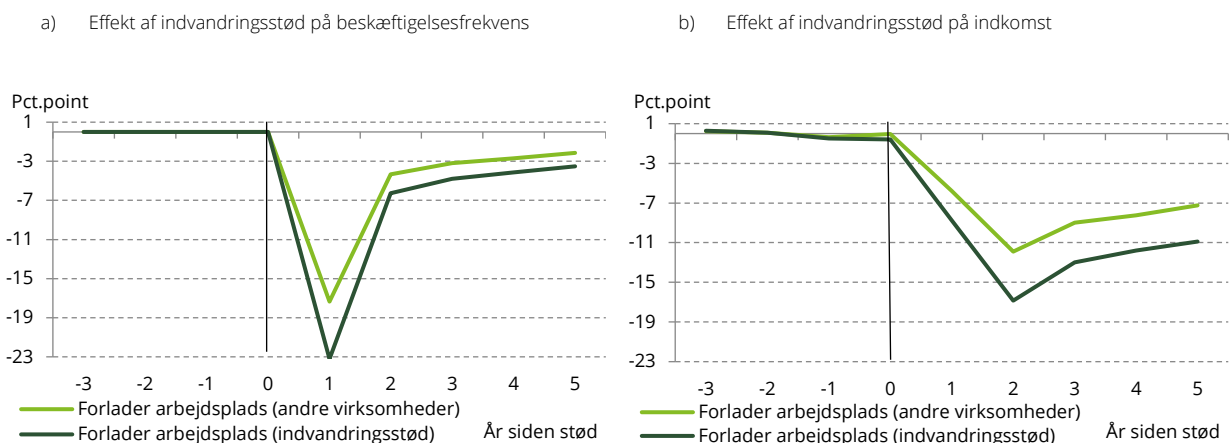 a) Effekt af indvandringsstød på beskæftigelsesfrekvens
Pct.point
1
-3
-7
-11
-15
-19
-23
-3 -2 -1 0 1 2 3 4 5
Forlader arbejdsplads (andre virksomheder)
Forlader arbejdsplads (indvandringsstød)
År siden stød
b) Effekt af indvandringsstød på indkomst
Pct.point
1
-3
-7
-11
-15
-19
-23
-3 -2 -1 0 1 2 3 4 5
Forlader arbejdsplads (andre virksomheder)
Forlader arbejdsplads (indvandringsstød)
År siden stød